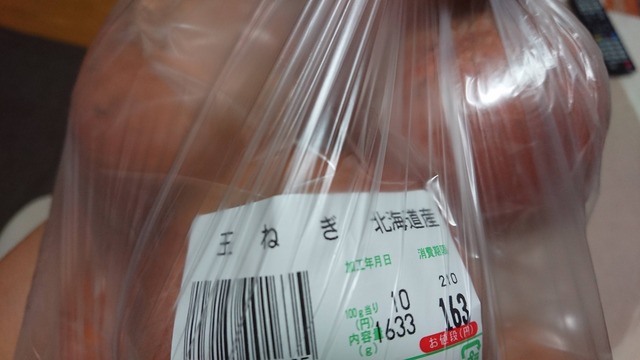 玉ねぎ 北海道産
加工年月日 消費期限
100g当り(円) 10 210
内容量(g) 1633 163
お値段(円)